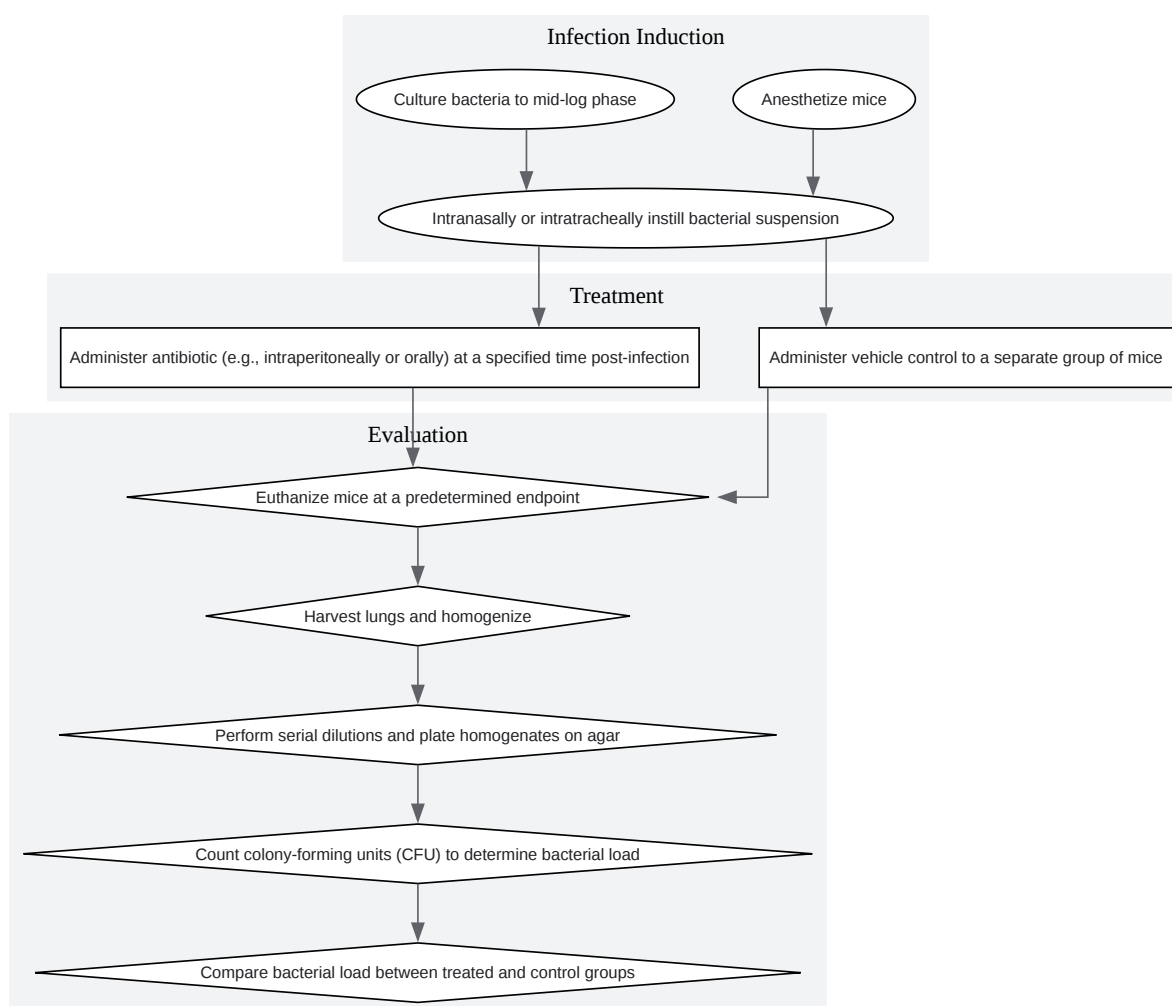 Infection Induction
Culture bacteria to mid-log phase
Anesthetize mice
Intranasally or intratracheally instill bacterial suspension
Treatment
Administer antibiotic (e.g., intraperitoneally or orally) at a specified time post-infection
Administer vehicle control to a separate group of mice
Evaluation
Euthanize mice at a predetermined endpoint
Harvest lungs and homogenize
Perform serial dilutions and plate homogenates on agar
Count colony-forming units (CFU) to determine bacterial load
Compare bacterial load between treated and control groups